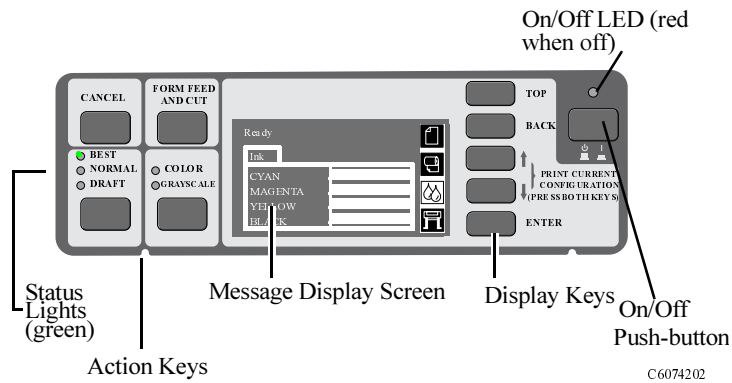 On/Off LED (red
when off)
CANCEL
FORM FEED
AND CUT
TOP
BACK
BEST
NORMAL
DRAFT
COLOR
GRAYSCALE
Ready
Ink
CYAN
MAGENTA
YELLOW
BLACK
PRINT CURRENT
CONFIGURATION
(PRESS BOTH KEYS)
ENTER
Status
Lights
(green)
Message Display Screen
Display Keys
On/Off
Push-button
Action Keys
C6074202